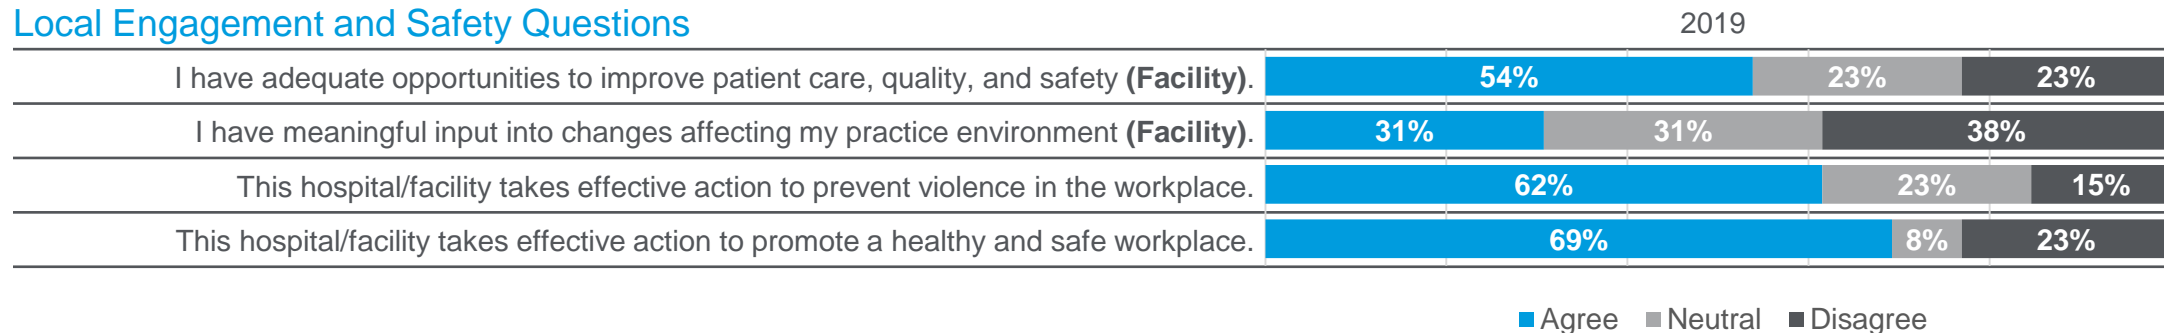 Local Engagement and Safety Questions 2019
I have adequate opportunities to improve patient care, quality, and safety (Facility). 54% 23% 23%
I have meaningful input into changes affecting my practice environment (Facility). 31% 31% 38%
This hospital/facility takes effective action to prevent violence in the workplace. 62% 23% 15%
This hospital/facility takes effective action to promote a healthy and safe workplace. 69% 8% 23%
Agree Neutral Disagree